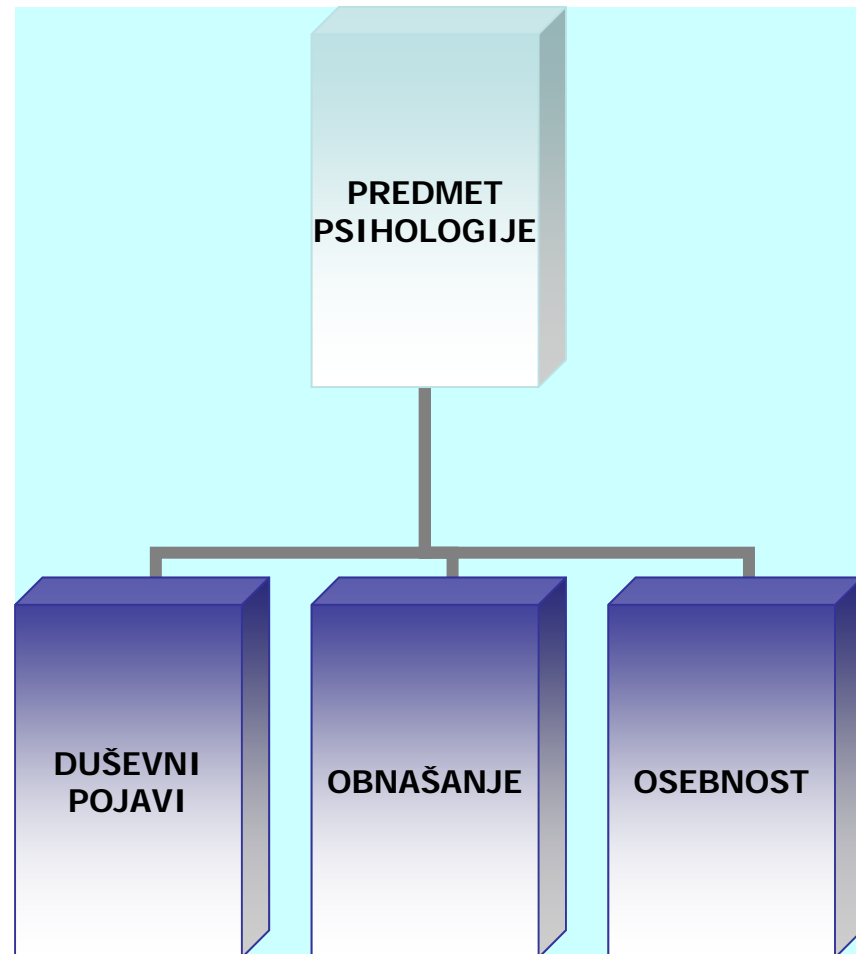 PREDMET
PSIHOLOGIJE
DUŠEVNI
POJAVI
OBNAŠANJE
OSEBNOST